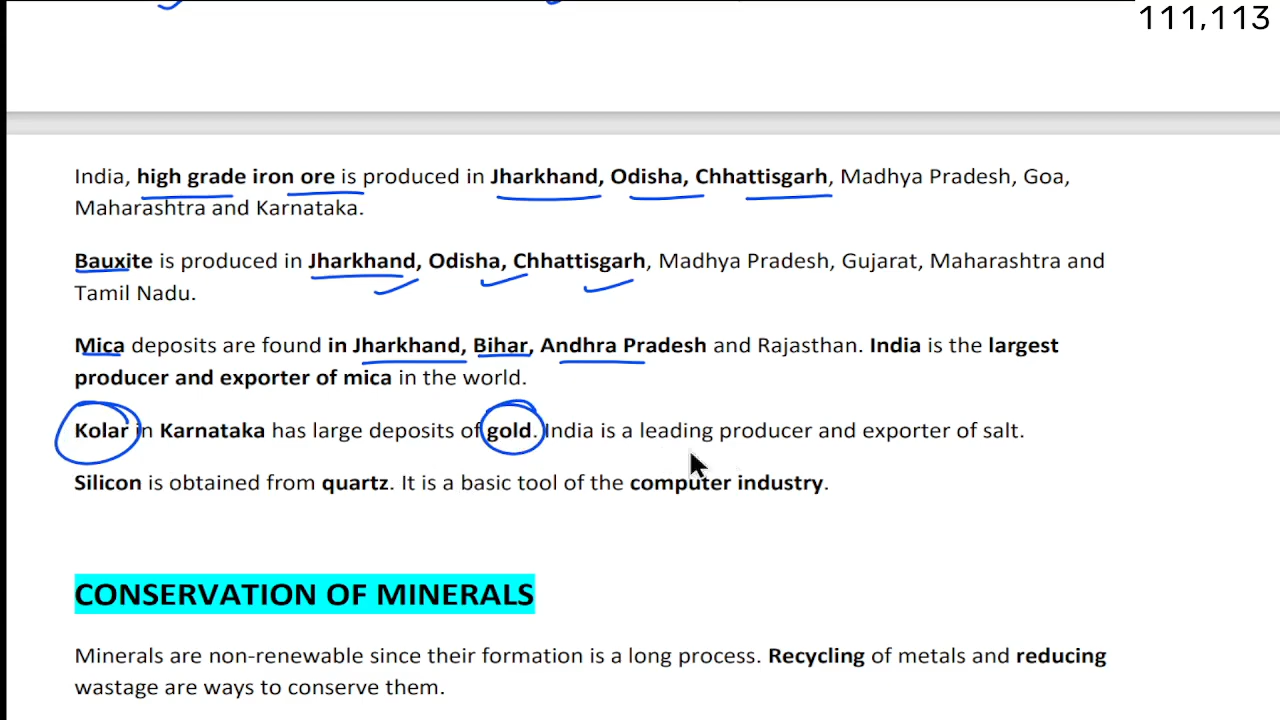 111,113
India, high grade iron ore is produced in Jharkhand, Odisha, Chhattisgarh, Madhya Pradesh, Goa,
Maharashtra and Karnataka.
Bauxite is produced in Jharkhand, Odisha, Chhattisgarh, Madhya Pradesh, Gujarat, Maharashtra and
Tamil Nadu.
Mica deposits are found in Jharkhand, Bihar, Andhra Pradesh and Rajasthan. India is the largest
producer and exporter of mica in the world.
Kolar in Karnataka has large deposits of gold. India is a leading producer and exporter of salt.
Silicon is obtained from quartz. It is a basic tool of the computer industry.
CONSERVATION OF MINERALS
Minerals are non-renewable since their formation is a long process. Recycling of metals and reducing
wastage are ways to conserve them.